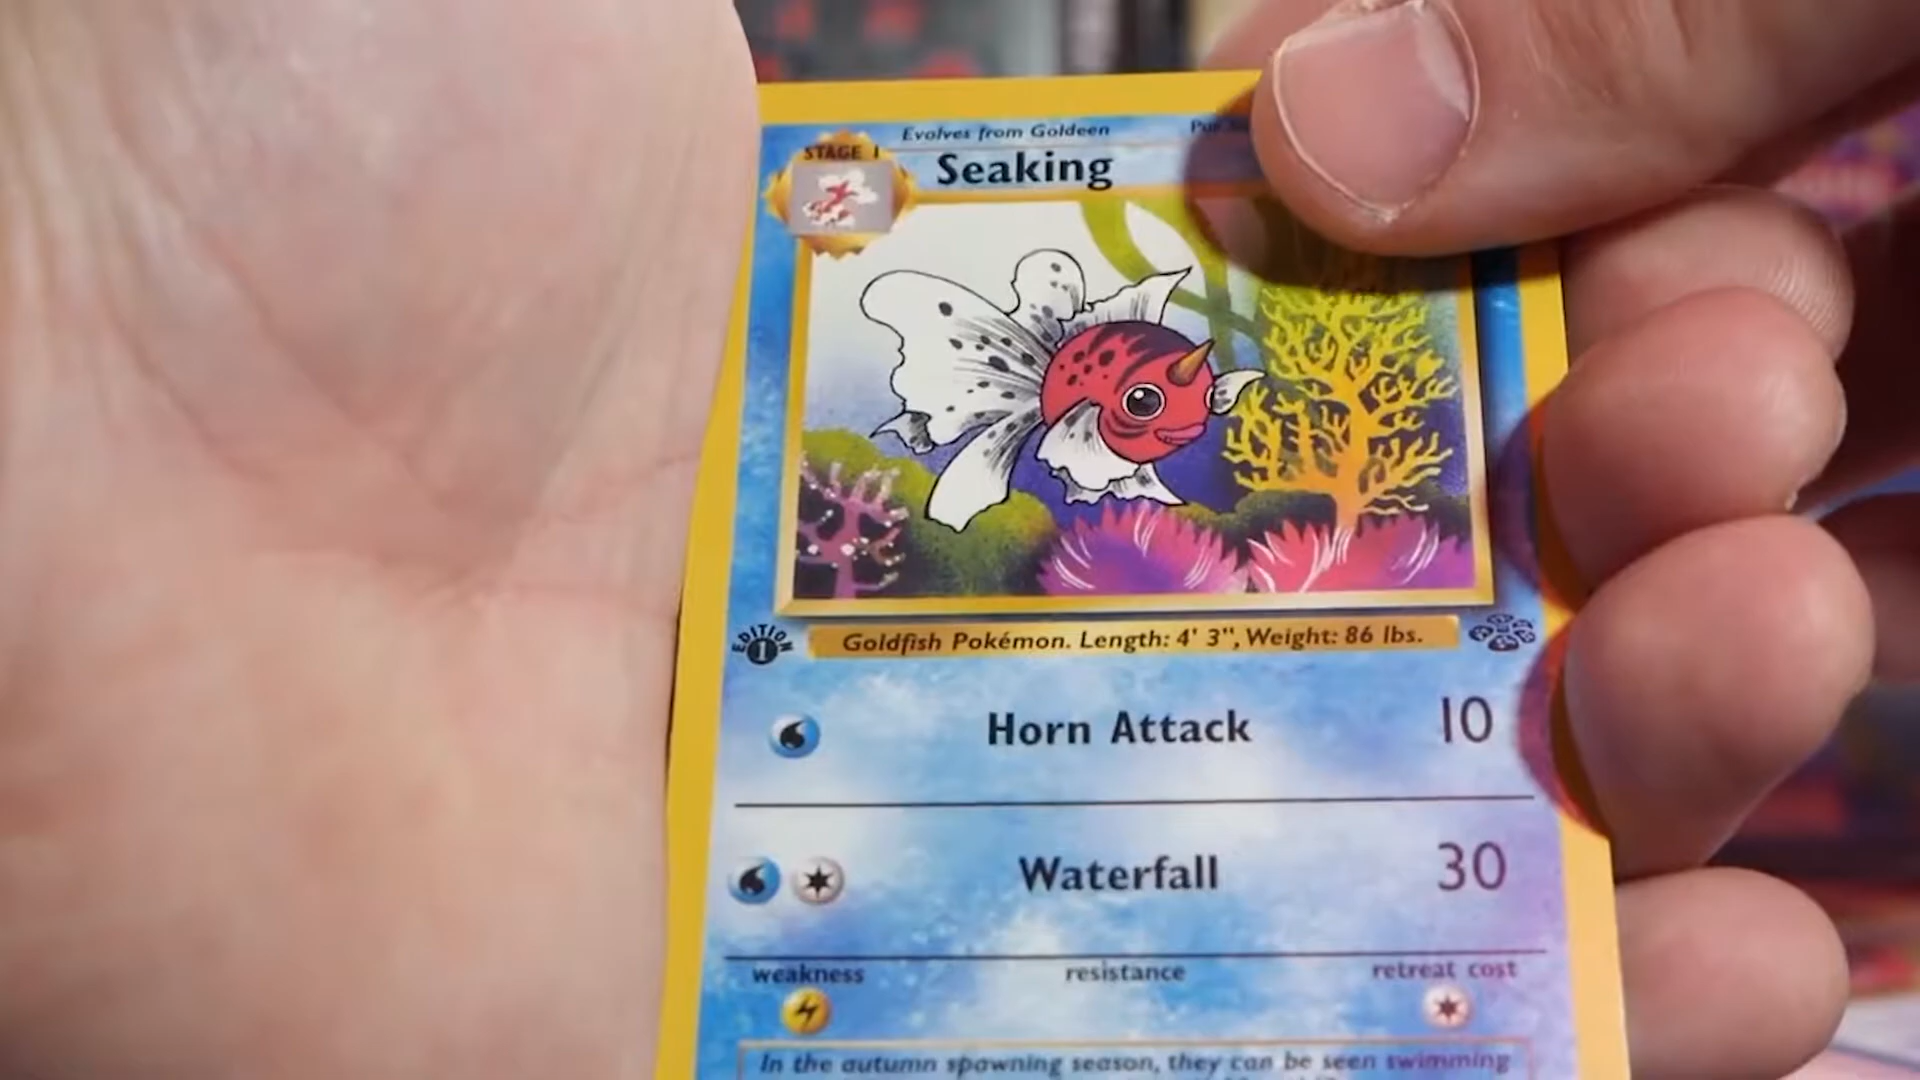 Evolves from Goldeen
STAGE 1
Seaking
EDITION 1
Goldfish Pokémon. Length: 4' 3", Weight: 86 lbs.
Horn Attack 10
Waterfall 30
weakness resistance retreat cost
In the autumn spawning season, they can be seen swimming